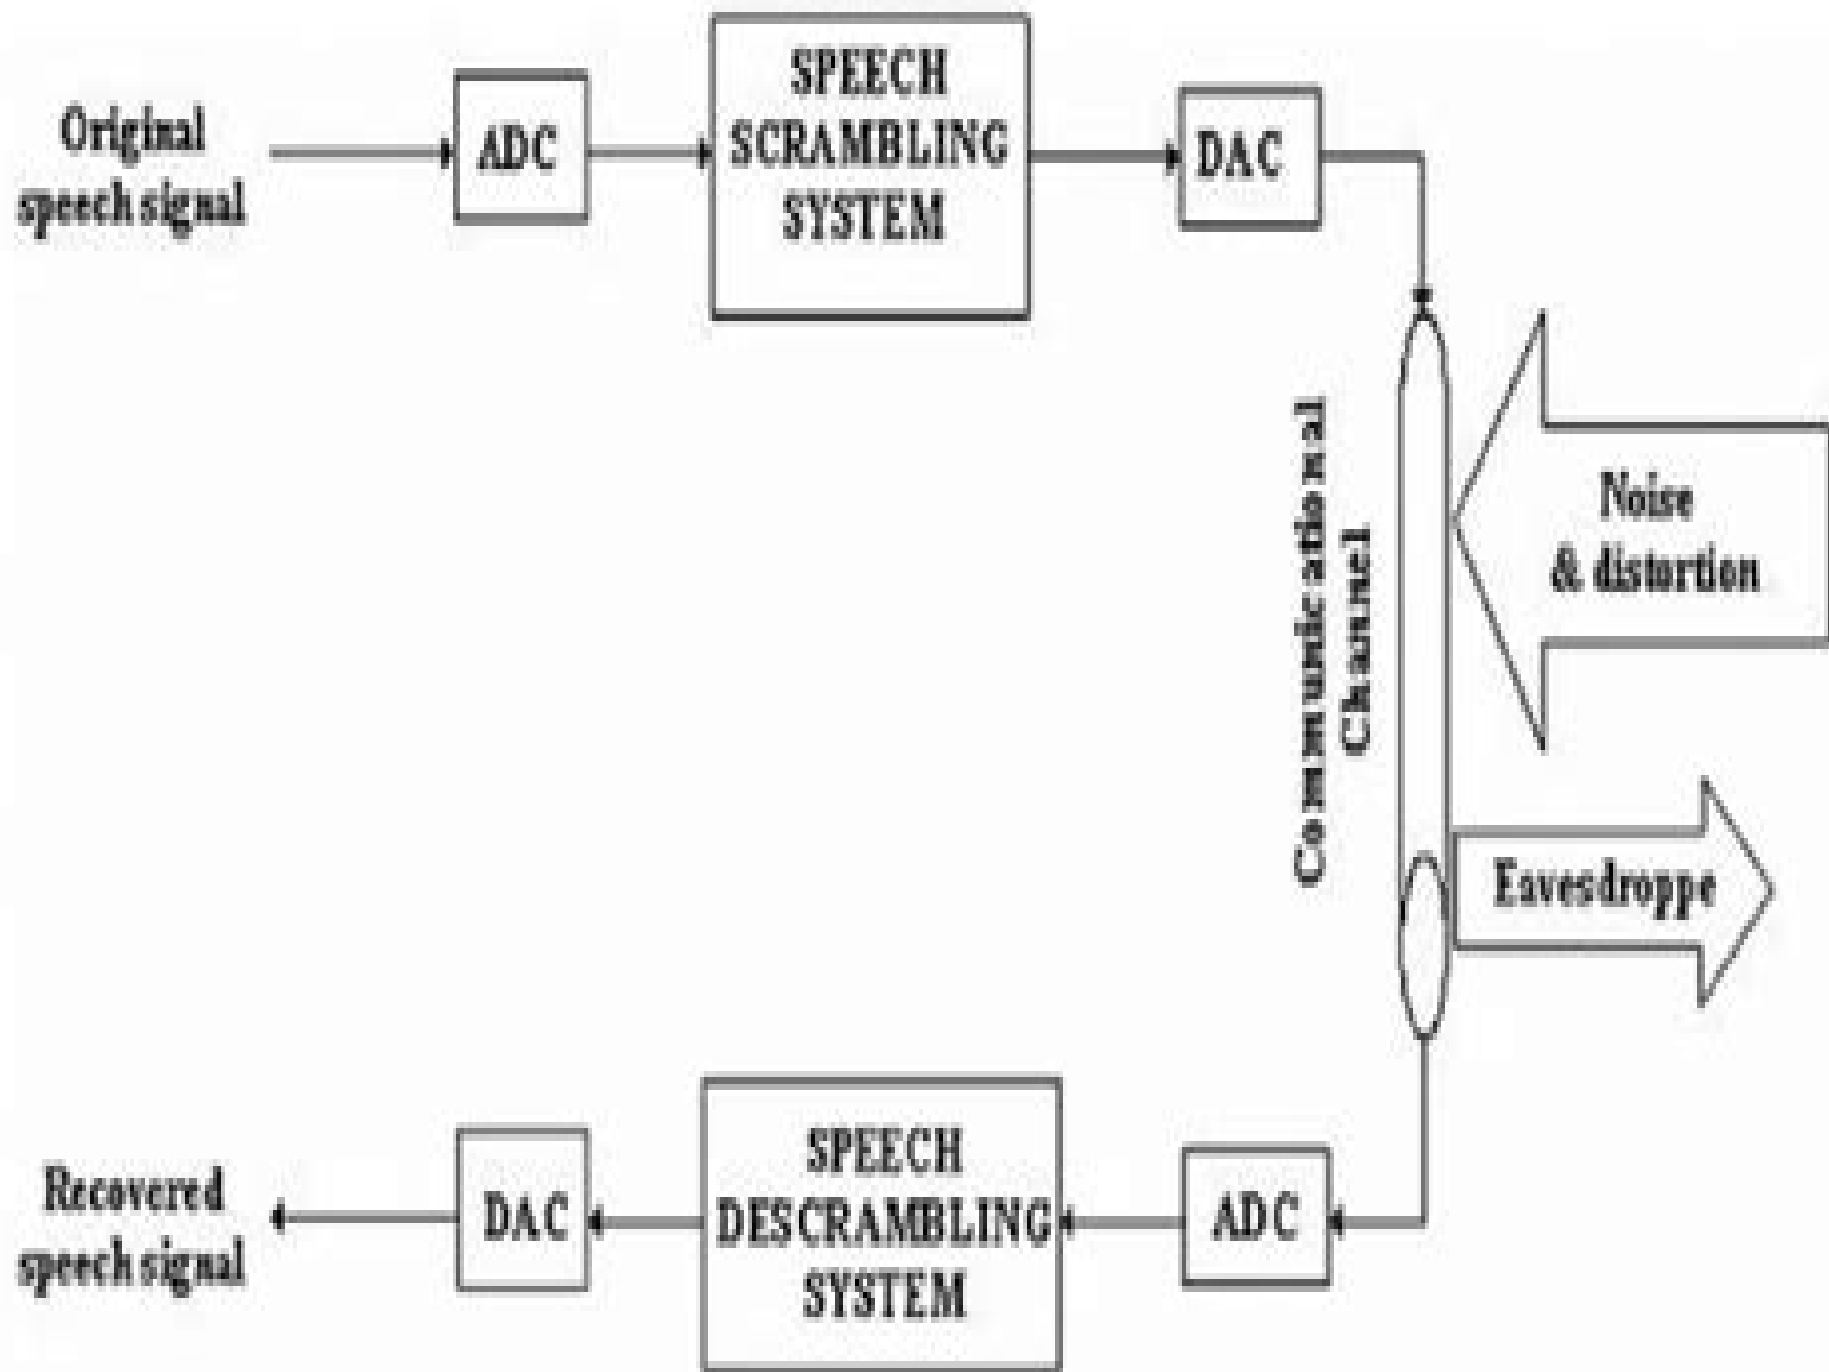 Original
speech signal
ADC
SPEECH
SCRAMBLING
SYSTEM
DAC
Communicational
Channel
Noise
& distortion
Eavesdroppe
Recovered
speech signal
DAC
SPEECH
DESCRAMBLING
SYSTEM
ADC